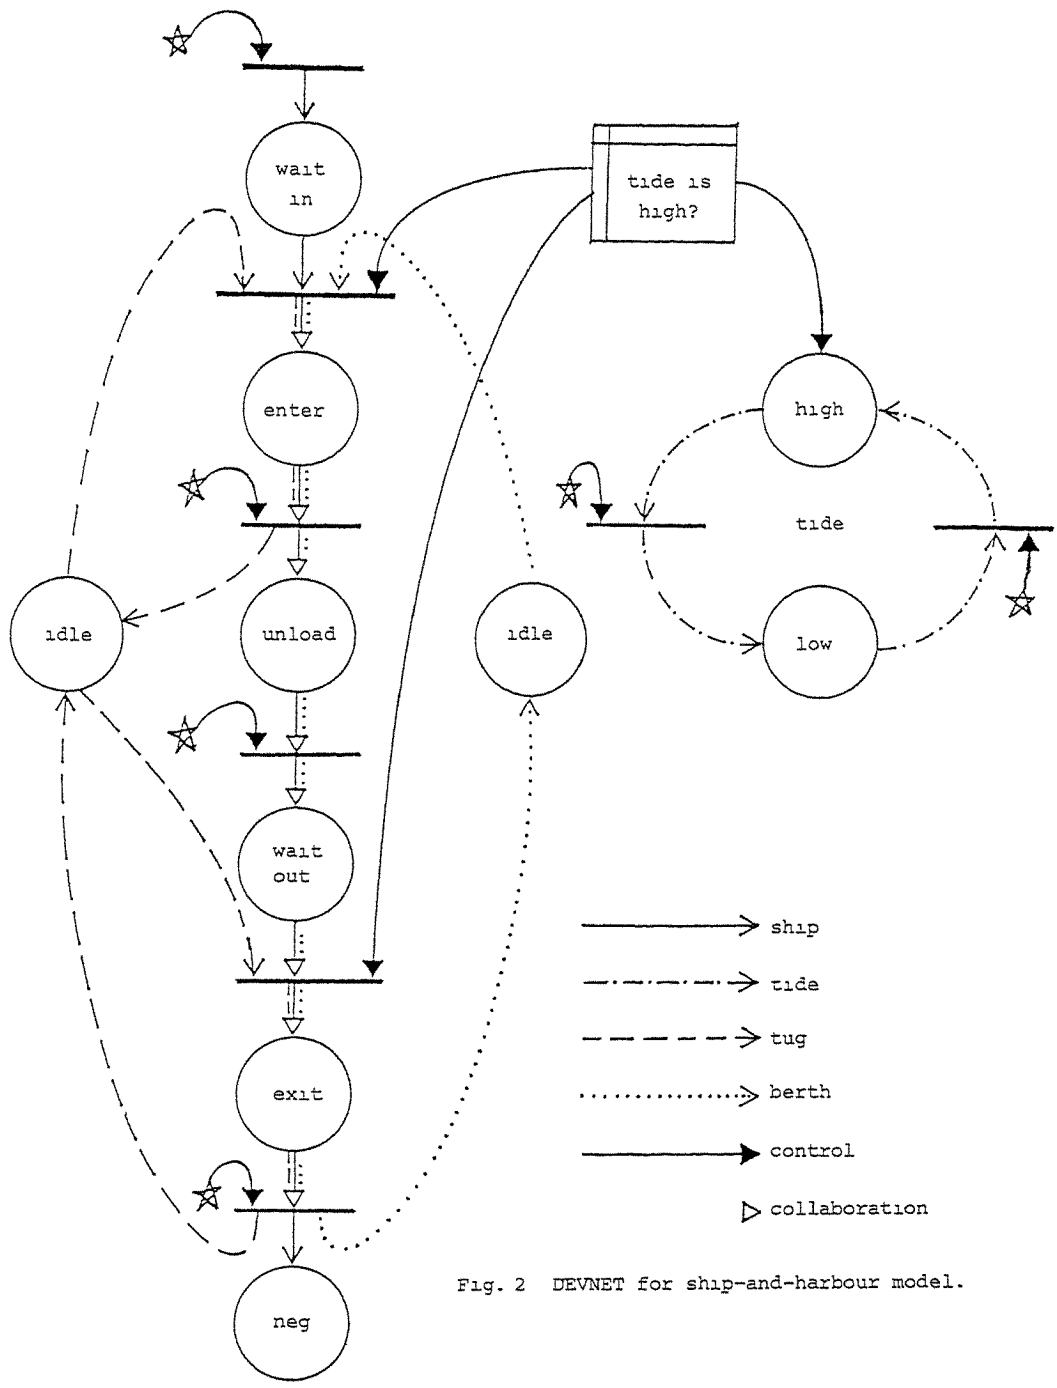 wait
in
tide is
high?
enter
high
tide
idle
unload
idle
low
wait
out
ship
tide
tug
exit
berth
control
collaboration
Fig. 2 DEVNET for ship-and-harbour model.
neg